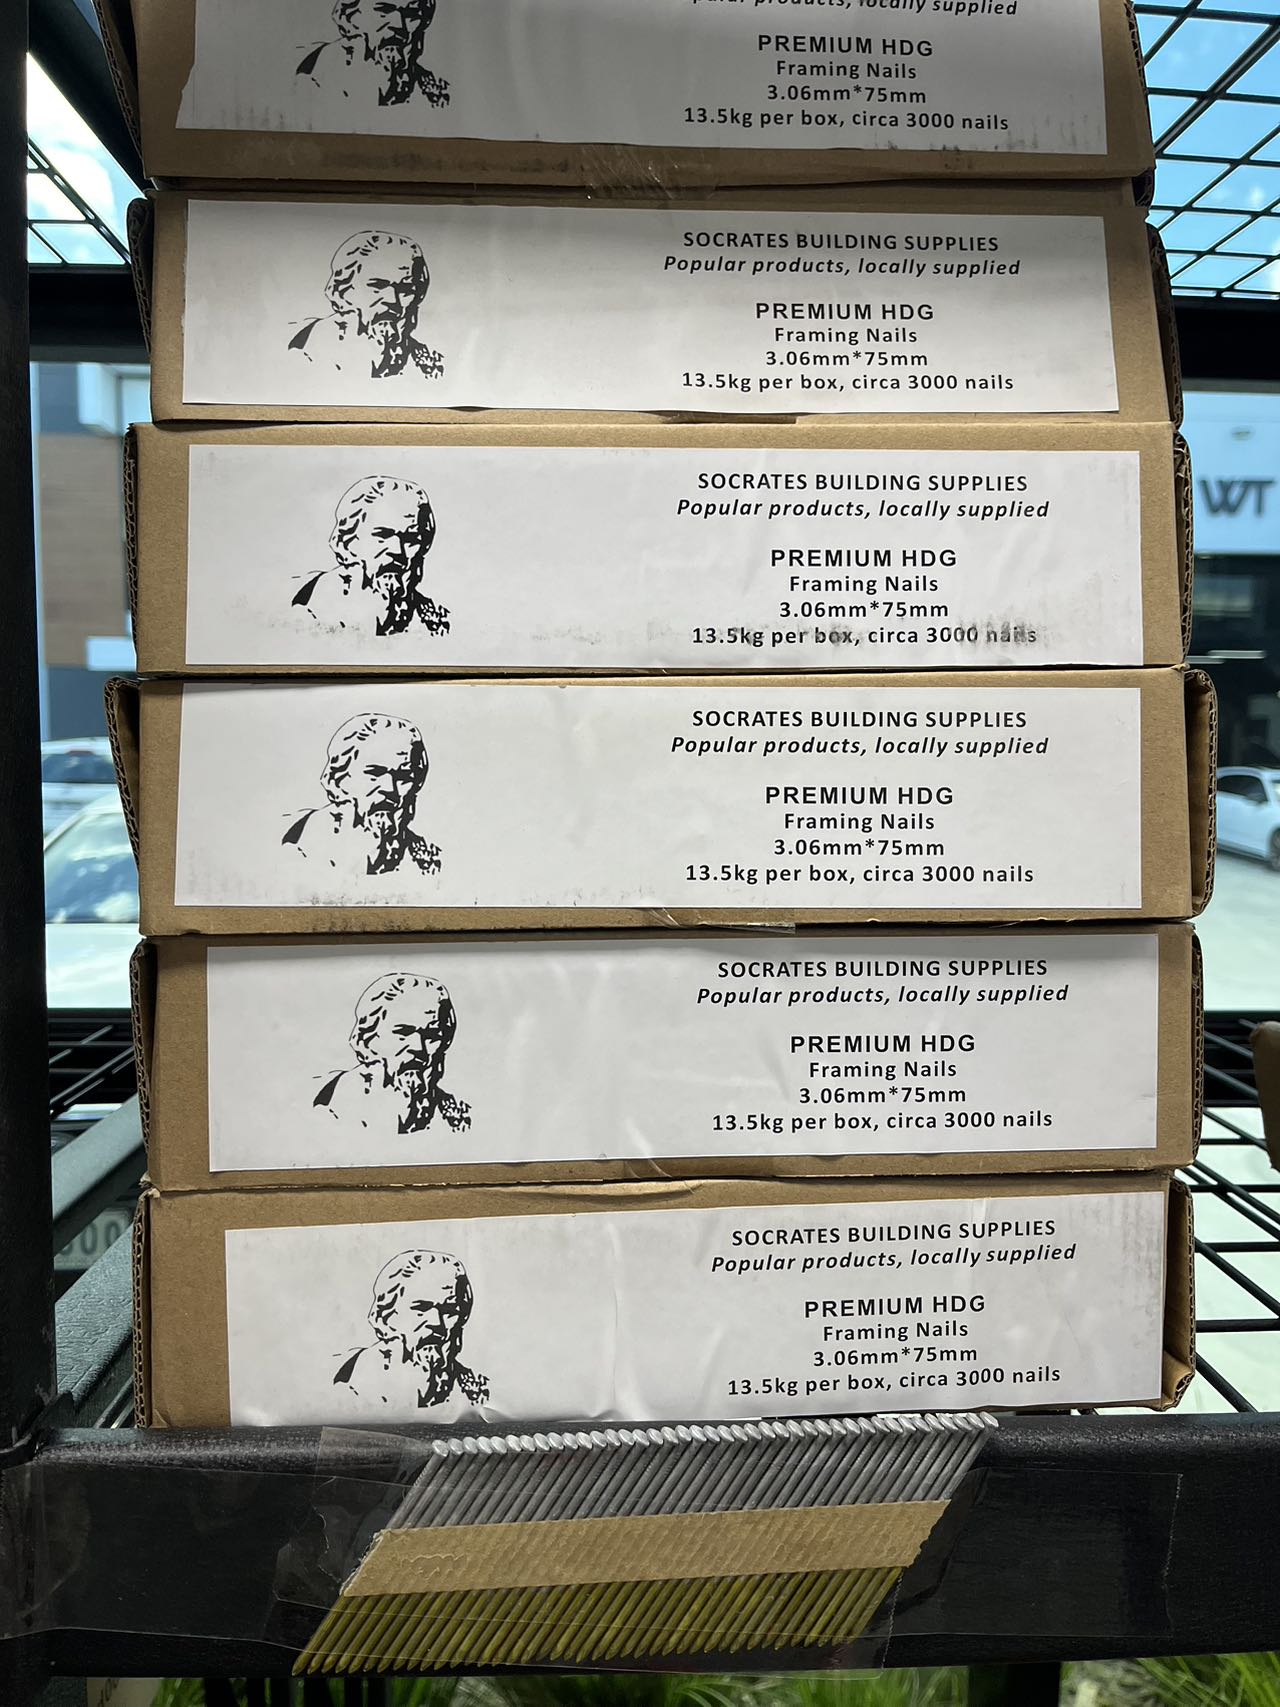 Popular products, locally supplied
PREMIUM HDG
Framing Nails
3.06mm*75mm
13.5kg per box, circa 3000 nails
SOCRATES BUILDING SUPPLIES
Popular products, locally supplied
PREMIUM HDG
Framing Nails
3.06mm*75mm
13.5kg per box, circa 3000 nails
WT
SOCRATES BUILDING SUPPLIES
Popular products, locally supplied
PREMIUM HDG
Framing Nails
3.06mm*75mm
13.5kg per box, circa 3000 nails
SOCRATES BUILDING SUPPLIES
Popular products, locally supplied
PREMIUM HDG
Framing Nails
3.06mm*75mm
13.5kg per box, circa 3000 nails
SOCRATES BUILDING SUPPLIES
Popular products, locally supplied
PREMIUM HDG
Framing Nails
3.06mm*75mm
13.5kg per box, circa 3000 nails
SOCRATES BUILDING SUPPLIES
Popular products, locally supplied
PREMIUM HDG
Framing Nails
3.06mm*75mm
13.5kg per box, circa 3000 nails